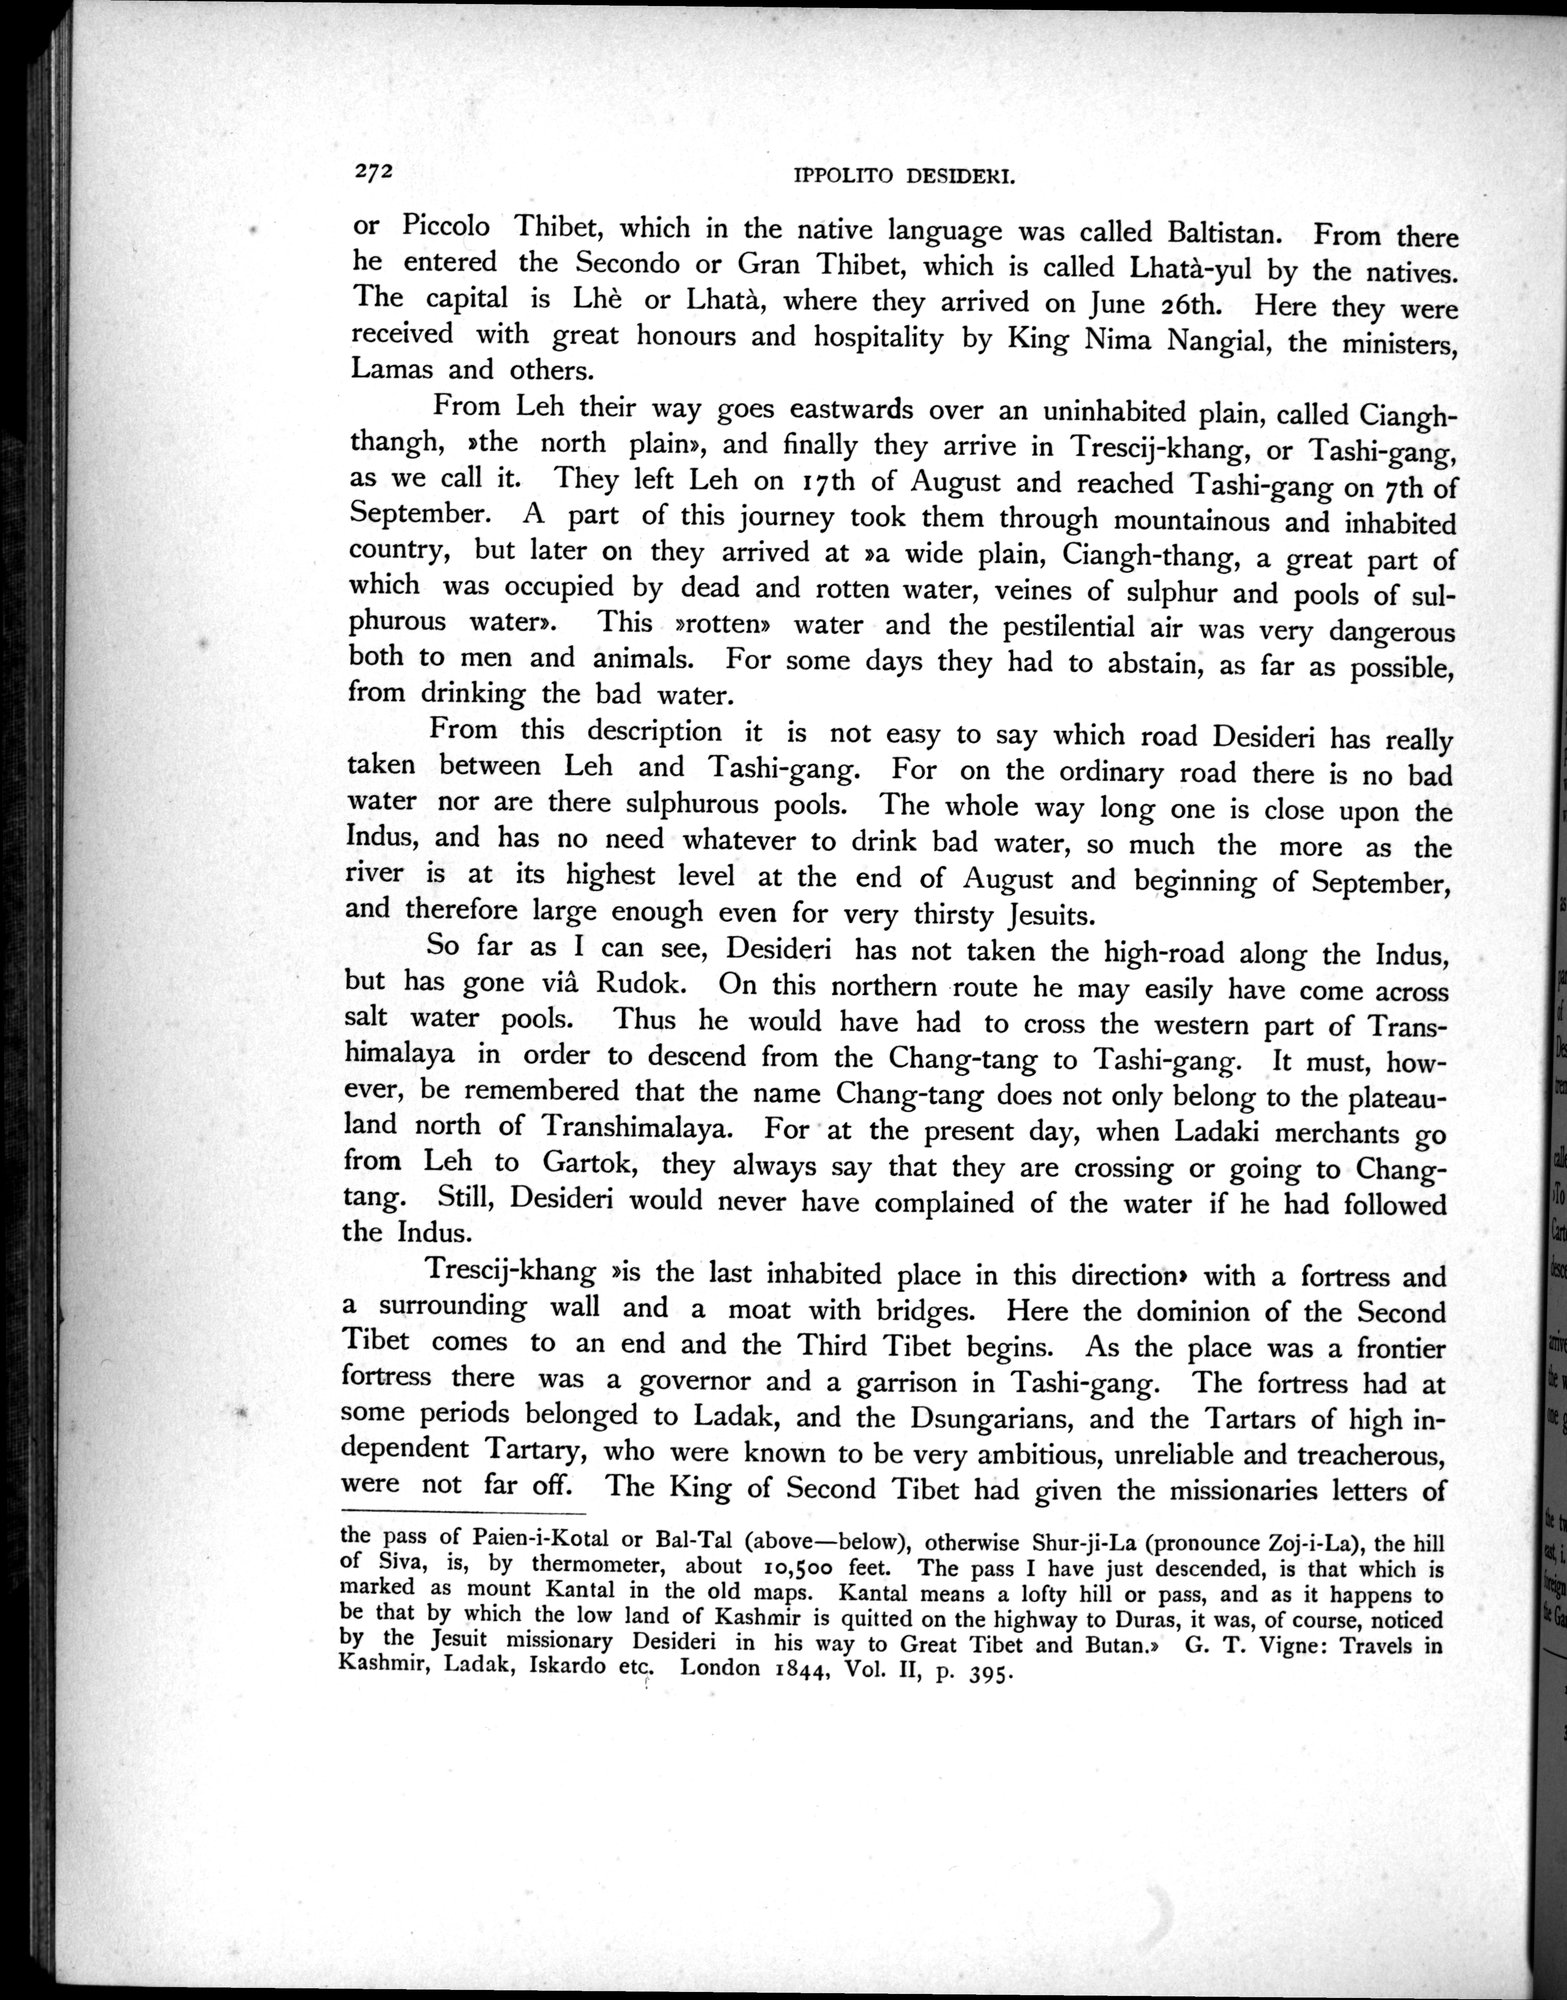 272
IPPOLITO DESIDERI.
or Piccolo Thibet, which in the native language was called Baltistan. From there
he entered the Secondo or Gran Thibet, which is called Lhatà-yul by the natives.
The capital is Lhè or Lhatà, where they arrived on June 26th. Here they were
received with great honours and hospitality by King Nima Nangial, the ministers,
Lamas and others.
From Leh their way goes eastwards over an uninhabited plain, called Ciangh-
thangh, »the north plain», and finally they arrive in Trescij-khang, or Tashi-gang,
as we call it. They left Leh on 17th of August and reached Tashi-gang on 7th of
September. A part of this journey took them through mountainous and inhabited
country, but later on they arrived at »a wide plain, Ciangh-thang, a great part of
which was occupied by dead and rotten water, veines of sulphur and pools of sul-
phurous water». This »rotten» water and the pestilential air was very dangerous
both to men and animals. For some days they had to abstain, as far as possible,
from drinking the bad water.
From this description it is not easy to say which road Desideri has really
taken between Leh and Tashi-gang. For on the ordinary road there is no bad
water nor are there sulphurous pools. The whole way long one is close upon the
Indus, and has no need whatever to drink bad water, so much the more as the
river is at its highest level at the end of August and beginning of September,
and therefore large enough even for very thirsty Jesuits.
So far as I can see, Desideri has not taken the high-road along the Indus,
but has gone viâ Rudok. On this northern route he may easily have come across
salt water pools. Thus he would have had to cross the western part of Trans-
himalaya in order to descend from the Chang-tang to Tashi-gang. It must, how-
ever, be remembered that the name Chang-tang does not only belong to the plateau-
land north of Transhimalaya. For at the present day, when Ladaki merchants go
from Leh to Gartok, they always say that they are crossing or going to Chang-
tang. Still, Desideri would never have complained of the water if he had followed
the Indus.
Trescij-khang »is the last inhabited place in this direction» with a fortress and
a surrounding wall and a moat with bridges. Here the dominion of the Second
Tibet comes to an end and the Third Tibet begins. As the place was a frontier
fortress there was a governor and a garrison in Tashi-gang. The fortress had at
some periods belonged to Ladak, and the Dsungarians, and the Tartars of high in-
dependent Tartary, who were known to be very ambitious, unreliable and treacherous,
were not far off. The King of Second Tibet had given the missionaries letters of
the pass of Paien-i-Kotal or Bal-Tal (above—below), otherwise Shur-ji-La (pronounce Zoj-i-La), the hill
of Siva, is, by thermometer, about 10,500 feet. The pass I have just descended, is that which is
marked as mount Kantal in the old maps. Kantal means a lofty hill or pass, and as it happens to
be that by which the low land of Kashmir is quitted on the highway to Duras, it was, of course, noticed
by the Jesuit missionary Desideri in his way to Great Tibet and Butan.» G. T. Vigne: Travels in
Kashmir, Ladak, Iskardo etc. London 1844, Vol. II, p. 395.